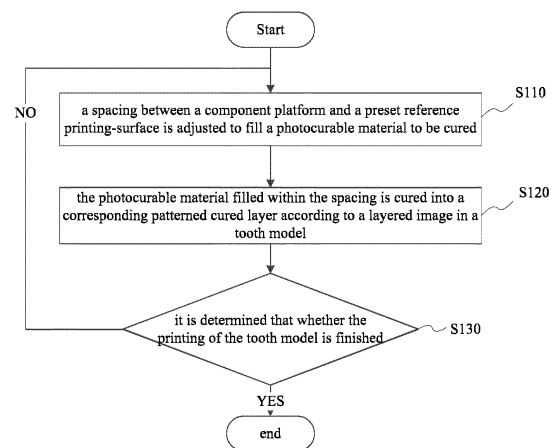 Start
NO
S110
a spacing between a component platform and a preset reference
printing-surface is adjusted to fill a photocurable material to be cured
S120
the photocurable material filled within the spacing is cured into a
corresponding patterned cured layer according to a layered image in a
tooth model
it is determined that whether the
printing of the tooth model is finished
S130
YES
end